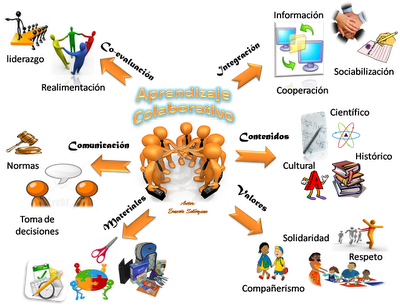 Información
Co-evaluación
Integración
liderazgo
Sociabilización
Realimentación
Cooperación
Aprendizaje
Colaborativo
Científico
Comunicación
Contenidos
Normas
Histórico
Cultural
Materiales
Valores
Autor:
Toma de
decisiones
Solidaridad
Respeto
Compañerismo